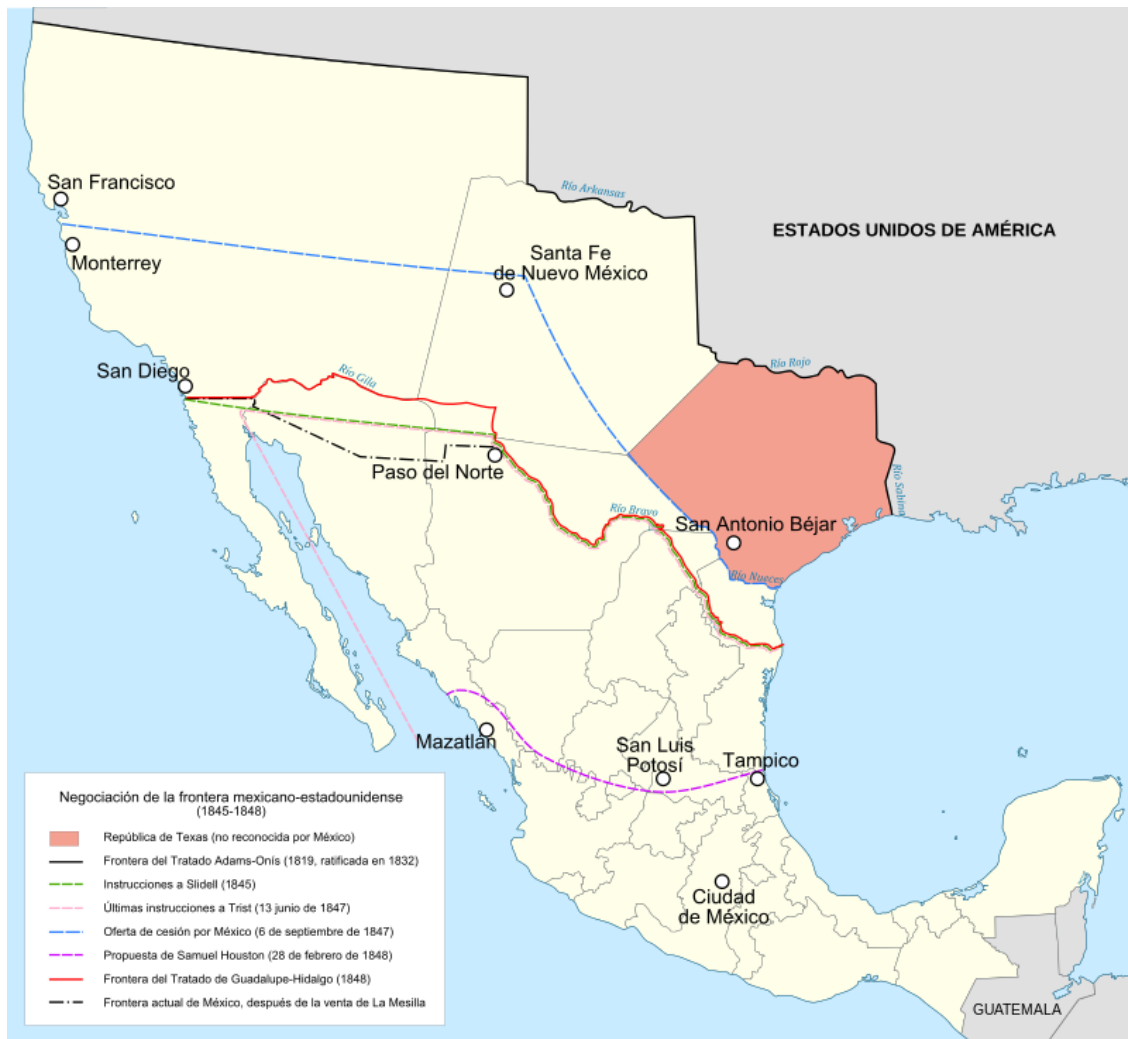 San Francisco
Río Arkansas
ESTADOS UNIDOS DE AMÉRICA
Monterrey
Santa Fe
de Nuevo México
San Diego
Río Gila
Río Rojo
Paso del Norte
Río Sabina
Río Bravo
San Antonio Béjar
Río Nueces
Mazatlán
San Luis
Potosí
Tampico
Ciudad
de México
GUATEMALA
Negociación de la frontera mexicano-estadounidense
(1845-1848)
República de Texas (no reconocida por México)
Frontera del Tratado Adams-Onís (1819, ratificada en 1832)
Instrucciones a Slidell (1845)
Últimas instrucciones a Trist (13 junio de 1847)
Oferta de cesión por México (6 de septiembre de 1847)
Propuesta de Samuel Houston (28 de febrero de 1848)
Frontera del Tratado de Guadalupe-Hidalgo (1848)
Frontera actual de México, después de la venta de La Mesilla